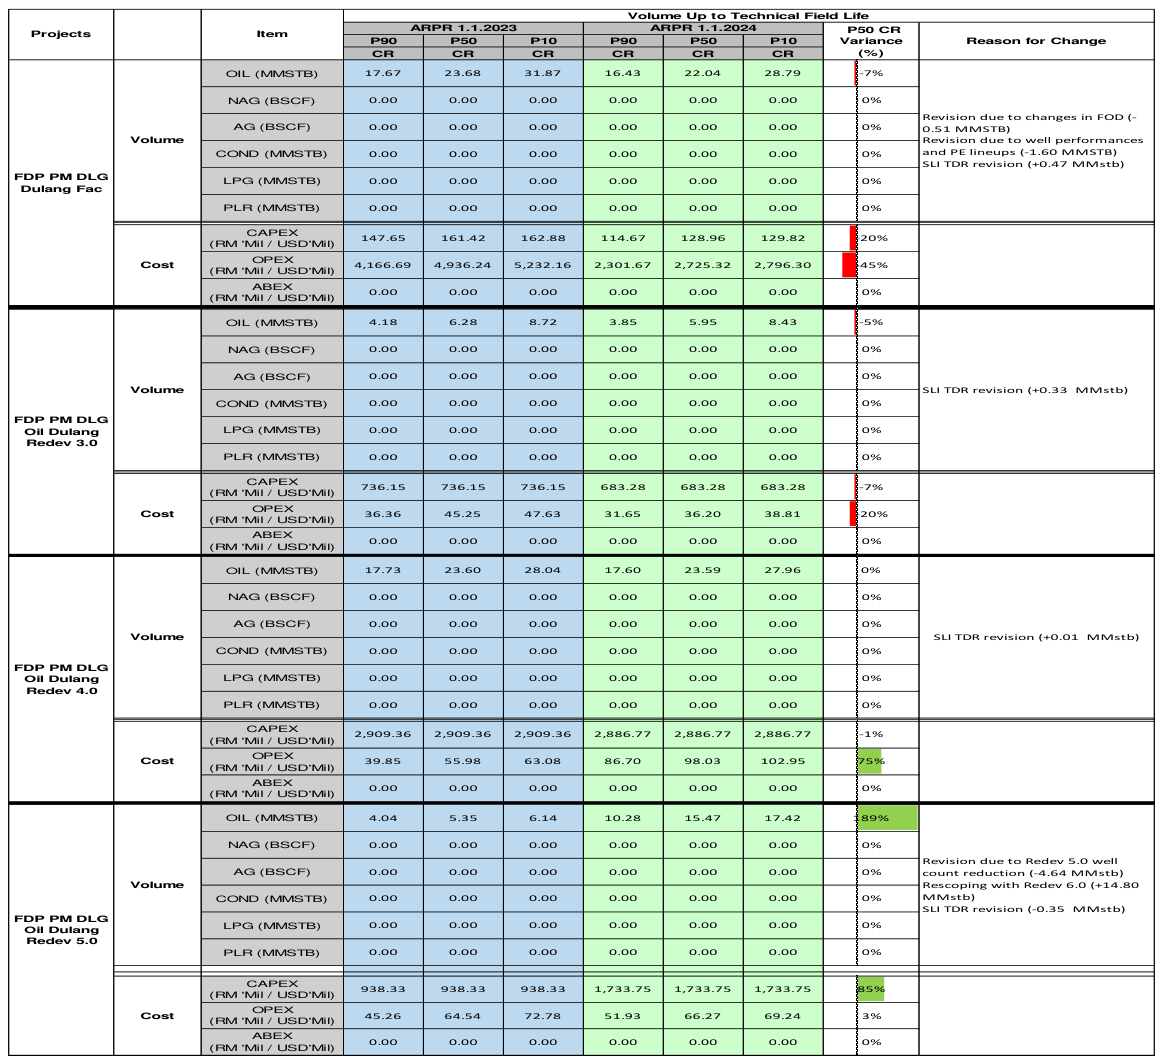 Volume Up to Technical Field Life
Projects Item ARPR 1.1.2023 ARPR 1.1.2024 P50 CR Variance (%) Reason for Change
P90 P50 P10 P90 P50 P10
CR CR CR CR CR CR
FDP PM DLG
Dulang Fac
Volume
OIL (MMSTB) 17.67 23.68 31.87 16.43 22.04 28.79 -7%
NAG (BSCF) 0.00 0.00 0.00 0.00 0.00 0.00 0%
AG (BSCF) 0.00 0.00 0.00 0.00 0.00 0.00 0%
COND (MMSTB) 0.00 0.00 0.00 0.00 0.00 0.00 0%
LPG (MMSTB) 0.00 0.00 0.00 0.00 0.00 0.00 0%
PLR (MMSTB) 0.00 0.00 0.00 0.00 0.00 0.00 0%
Revision due to changes in FOD (-
0.51 MMSTB)
Revision due to well performances
and PE lineups (-1.60 MMSTB)
SLI TDR revision (+0.47 MMstb)
Cost
CAPEX
(RM 'Mil / USD'Mil) 147.65 161.42 162.88 114.67 128.96 129.82 -20%
OPEX
(RM 'Mil / USD'Mil) 4,166.69 4,936.24 5,232.16 2,301.67 2,725.32 2,796.30 -45%
ABEX
(RM 'Mil / USD'Mil) 0.00 0.00 0.00 0.00 0.00 0.00 0%
FDP PM DLG
Oil Dulang
Redev 3.0
Volume
OIL (MMSTB) 4.18 6.28 8.72 3.85 5.95 8.43 -5%
NAG (BSCF) 0.00 0.00 0.00 0.00 0.00 0.00 0%
AG (BSCF) 0.00 0.00 0.00 0.00 0.00 0.00 0%
COND (MMSTB) 0.00 0.00 0.00 0.00 0.00 0.00 0%
LPG (MMSTB) 0.00 0.00 0.00 0.00 0.00 0.00 0%
PLR (MMSTB) 0.00 0.00 0.00 0.00 0.00 0.00 0%
SLI TDR revision (+0.33 MMstb)
Cost
CAPEX
(RM 'Mil / USD'Mil) 736.15 736.15 736.15 683.28 683.28 683.28 -7%
OPEX
(RM 'Mil / USD'Mil) 36.36 45.25 47.63 31.65 36.20 38.81 -20%
ABEX
(RM 'Mil / USD'Mil) 0.00 0.00 0.00 0.00 0.00 0.00 0%
FDP PM DLG
Oil Dulang
Redev 4.0
Volume
OIL (MMSTB) 17.73 23.60 28.04 17.60 23.59 27.96 0%
NAG (BSCF) 0.00 0.00 0.00 0.00 0.00 0.00 0%
AG (BSCF) 0.00 0.00 0.00 0.00 0.00 0.00 0%
COND (MMSTB) 0.00 0.00 0.00 0.00 0.00 0.00 0%
LPG (MMSTB) 0.00 0.00 0.00 0.00 0.00 0.00 0%
PLR (MMSTB) 0.00 0.00 0.00 0.00 0.00 0.00 0%
SLI TDR revision (+0.01 MMstb)
Cost
CAPEX
(RM 'Mil / USD'Mil) 2,909.36 2,909.36 2,909.36 2,886.77 2,886.77 2,886.77 -1%
OPEX
(RM 'Mil / USD'Mil) 39.85 55.98 63.08 86.70 98.03 102.95 75%
ABEX
(RM 'Mil / USD'Mil) 0.00 0.00 0.00 0.00 0.00 0.00 0%
FDP PM DLG
Oil Dulang
Redev 5.0
Volume
OIL (MMSTB) 4.04 5.35 6.14 10.28 15.47 17.42 189%
NAG (BSCF) 0.00 0.00 0.00 0.00 0.00 0.00 0%
AG (BSCF) 0.00 0.00 0.00 0.00 0.00 0.00 0%
COND (MMSTB) 0.00 0.00 0.00 0.00 0.00 0.00 0%
LPG (MMSTB) 0.00 0.00 0.00 0.00 0.00 0.00 0%
PLR (MMSTB) 0.00 0.00 0.00 0.00 0.00 0.00 0%
Revision due to Redev 5.0 well
count reduction (-4.64 MMstb)
Rescoping with Redev 6.0 (+14.80
MMstb)
SLI TDR revision (-0.35 MMstb)
Cost
CAPEX
(RM 'Mil / USD'Mil) 938.33 938.33 938.33 1,733.75 1,733.75 1,733.75 85%
OPEX
(RM 'Mil / USD'Mil) 45.26 64.54 72.78 51.93 66.27 69.24 3%
ABEX
(RM 'Mil / USD'Mil) 0.00 0.00 0.00 0.00 0.00 0.00 0%